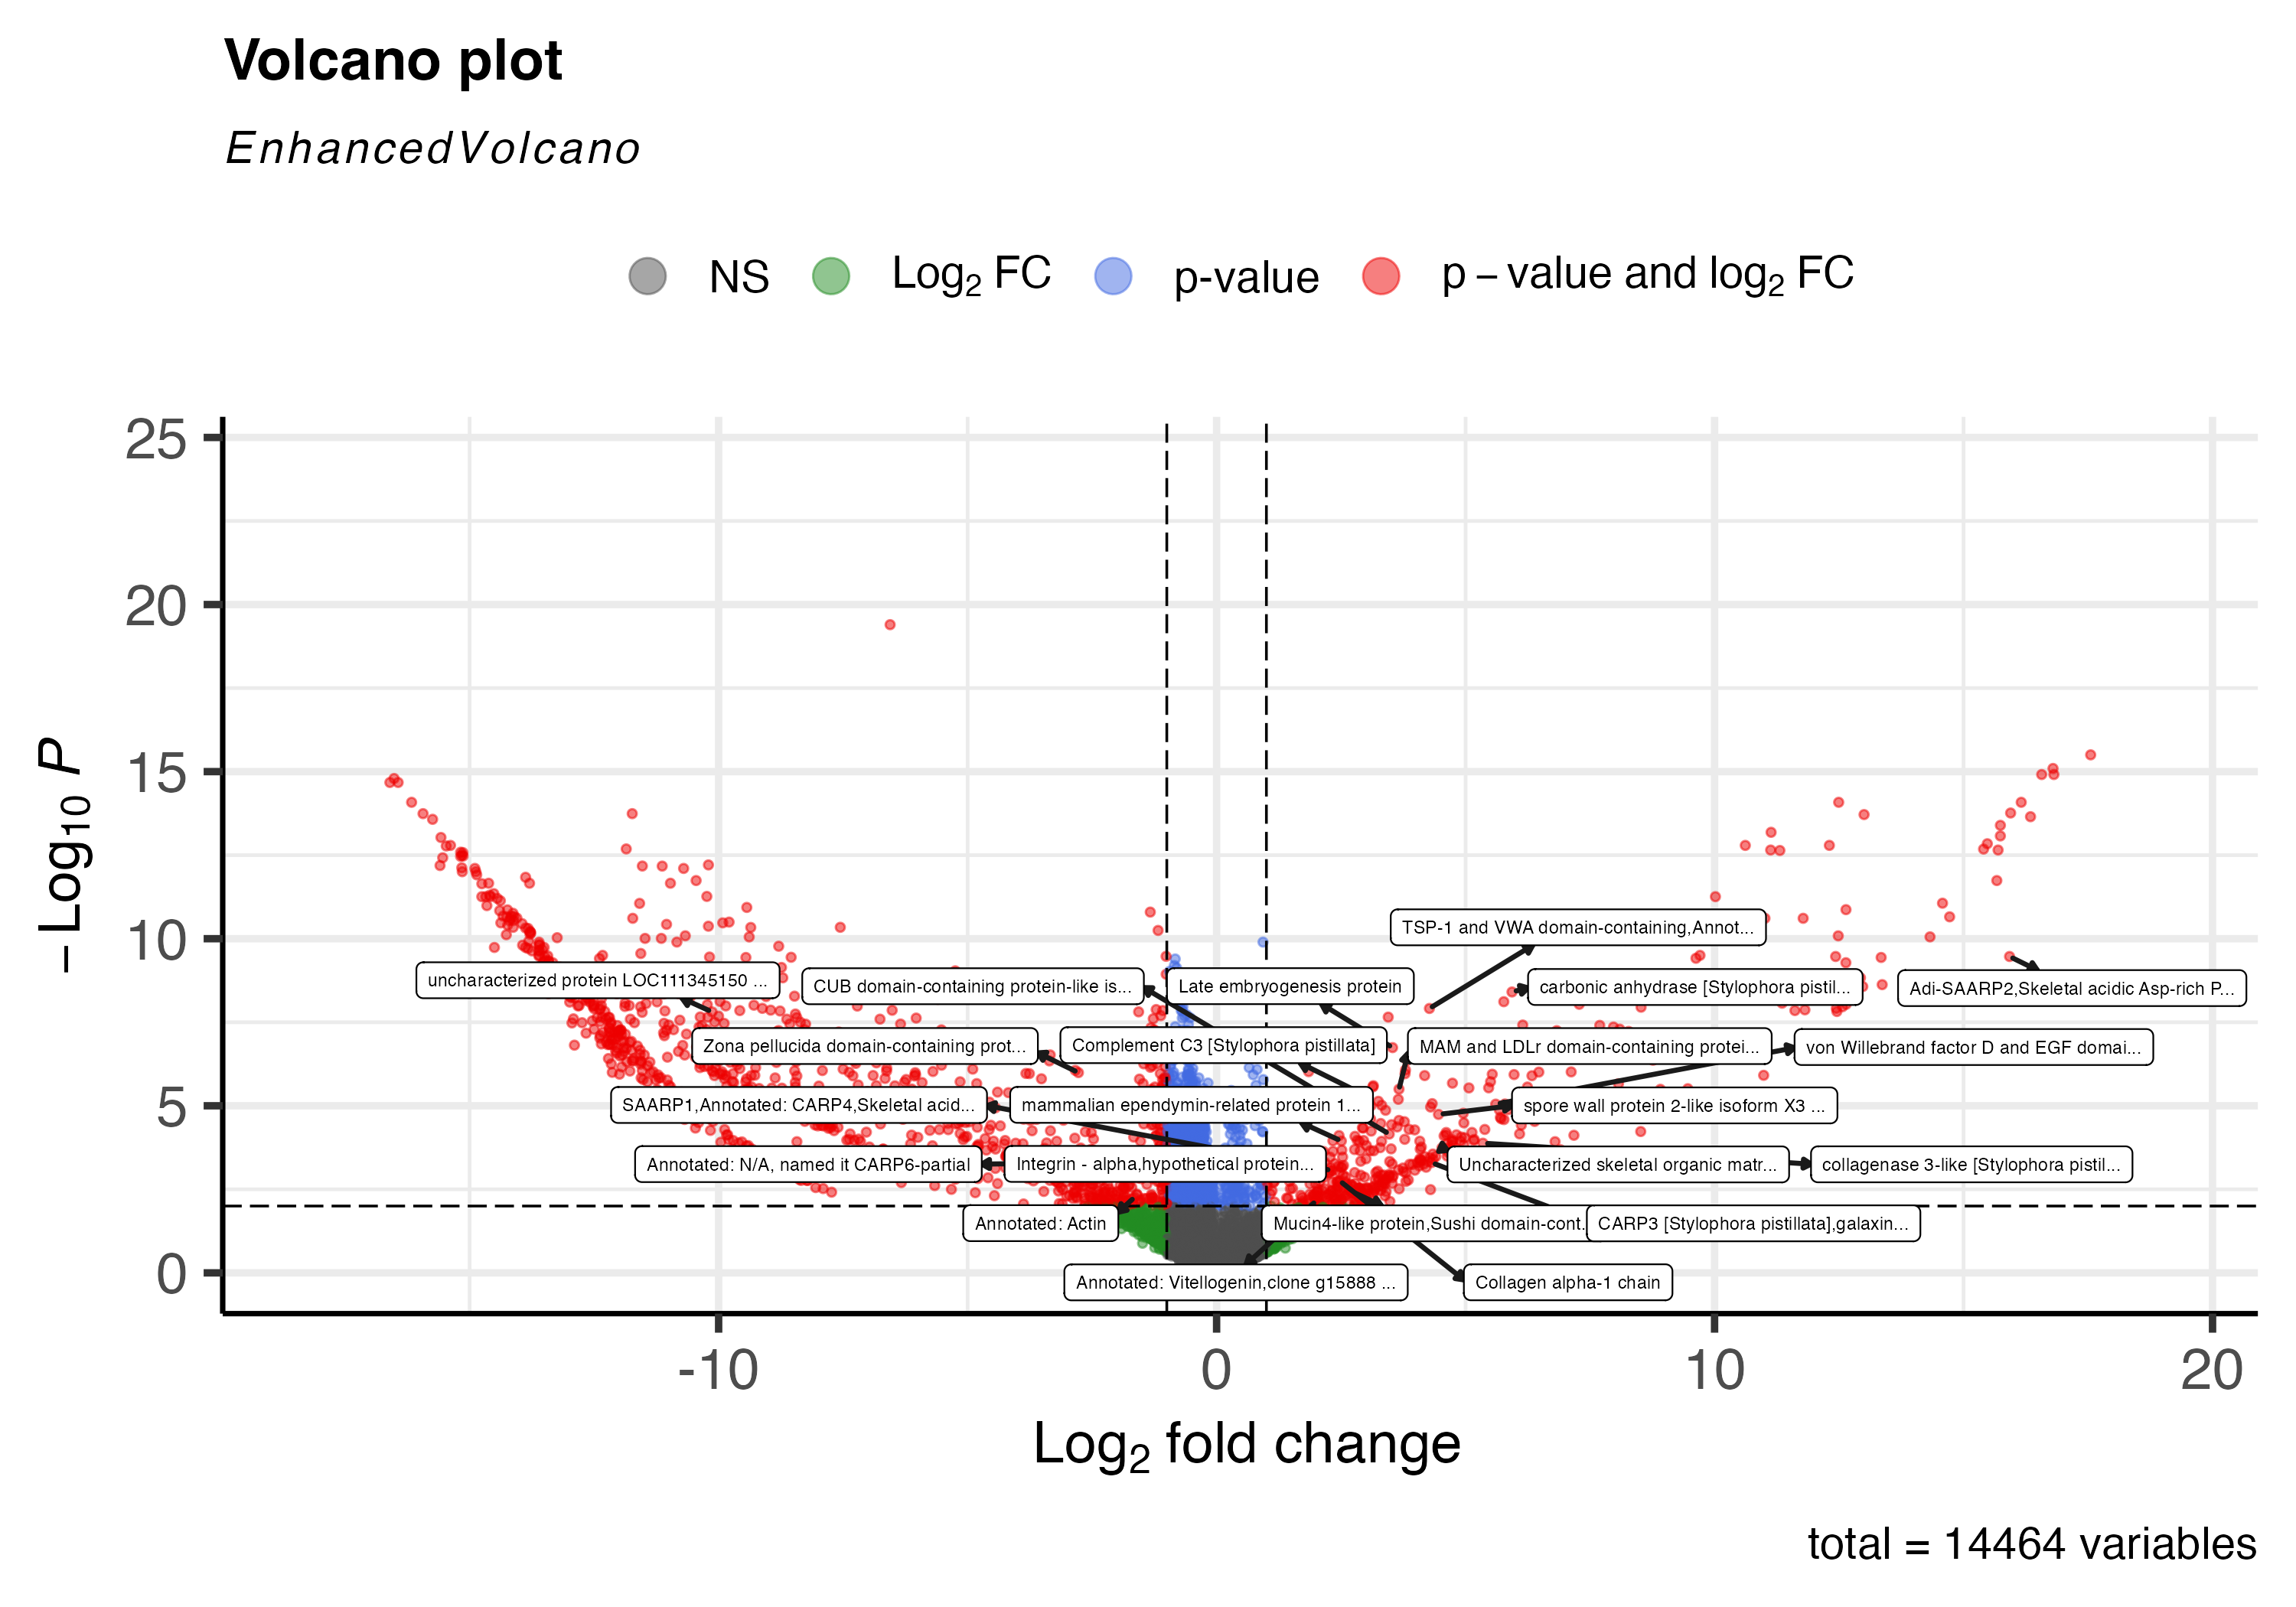 Volcano plot
EnhancedVolcano
NS Log2 FC p-value p – value and log2 FC
25
20
15
10
5
0
–Log10 P
TSP-1 and VWA domain-containing,Annot...
uncharacterized protein LOC111345150 ...
CUB domain-containing protein-like is...
Late embryogenesis protein
carbonic anhydrase [Stylophora pistil...
Adi-SAARP2,Skeletal acidic Asp-rich P...
Zona pellucida domain-containing prot...
Complement C3 [Stylophora pistillata]
MAM and LDLr domain-containing protei...
von Willebrand factor D and EGF domai...
SAARP1,Annotated: CARP4,Skeletal acid...
mammalian ependymin-related protein 1...
spore wall protein 2-like isoform X3 ...
Annotated: N/A, named it CARP6-partial
Integrin - alpha,hypothetical protein...
Uncharacterized skeletal organic matr...
collagenase 3-like [Stylophora pistil...
Annotated: Actin
Mucin4-like protein,Sushi domain-cont.
CARP3 [Stylophora pistillata],galaxin...
Annotated: Vitellogenin,clone g15888 ...
Collagen alpha-1 chain
-10 0 10 20
Log2 fold change
total = 14464 variables